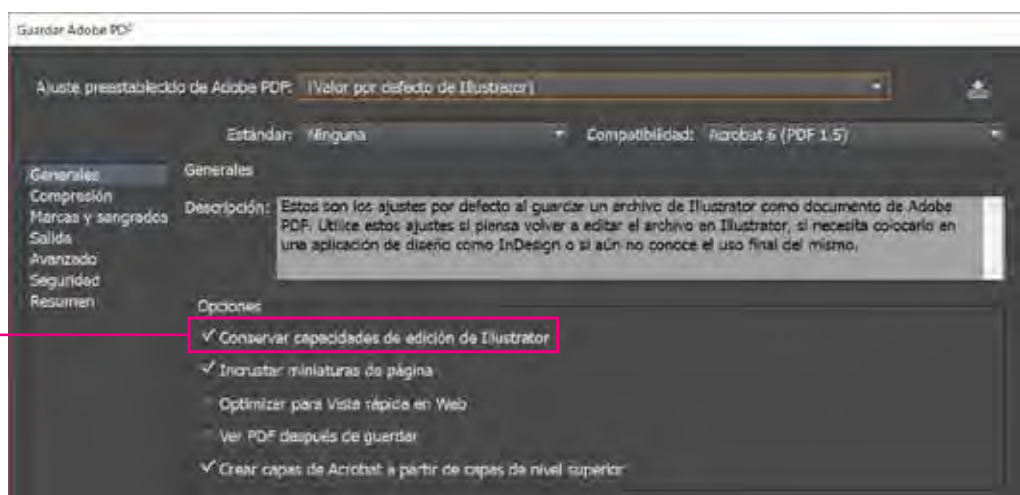 Guardar Adobe PDF
Ajuste preestablecido de Adobe PDF: [Valor por defecto de Illustrator]
Estándar: Ninguna Compatibilidad: Acrobat 6 (PDF 1.5)
Generales
Compresión
Marcas y sangrados
Salida
Avanzado
Seguridad
Resumen
Generales
Descripción: Estos son los ajustes por defecto al guardar un archivo de Illustrator como documento de Adobe
PDF. Utilice estos ajustes si piensa volver a editar el archivo en Illustrator, si necesita colocarlo en
una aplicación de diseño como InDesign o si aún no conoce el uso final del mismo.
Opciones
Conservar capacidades de edición de Illustrator
Incrustar miniaturas de página
Optimizar para Vista rápida en Web
Ver PDF después de guardar
Crear capas de Acrobat a partir de capas de nivel superior